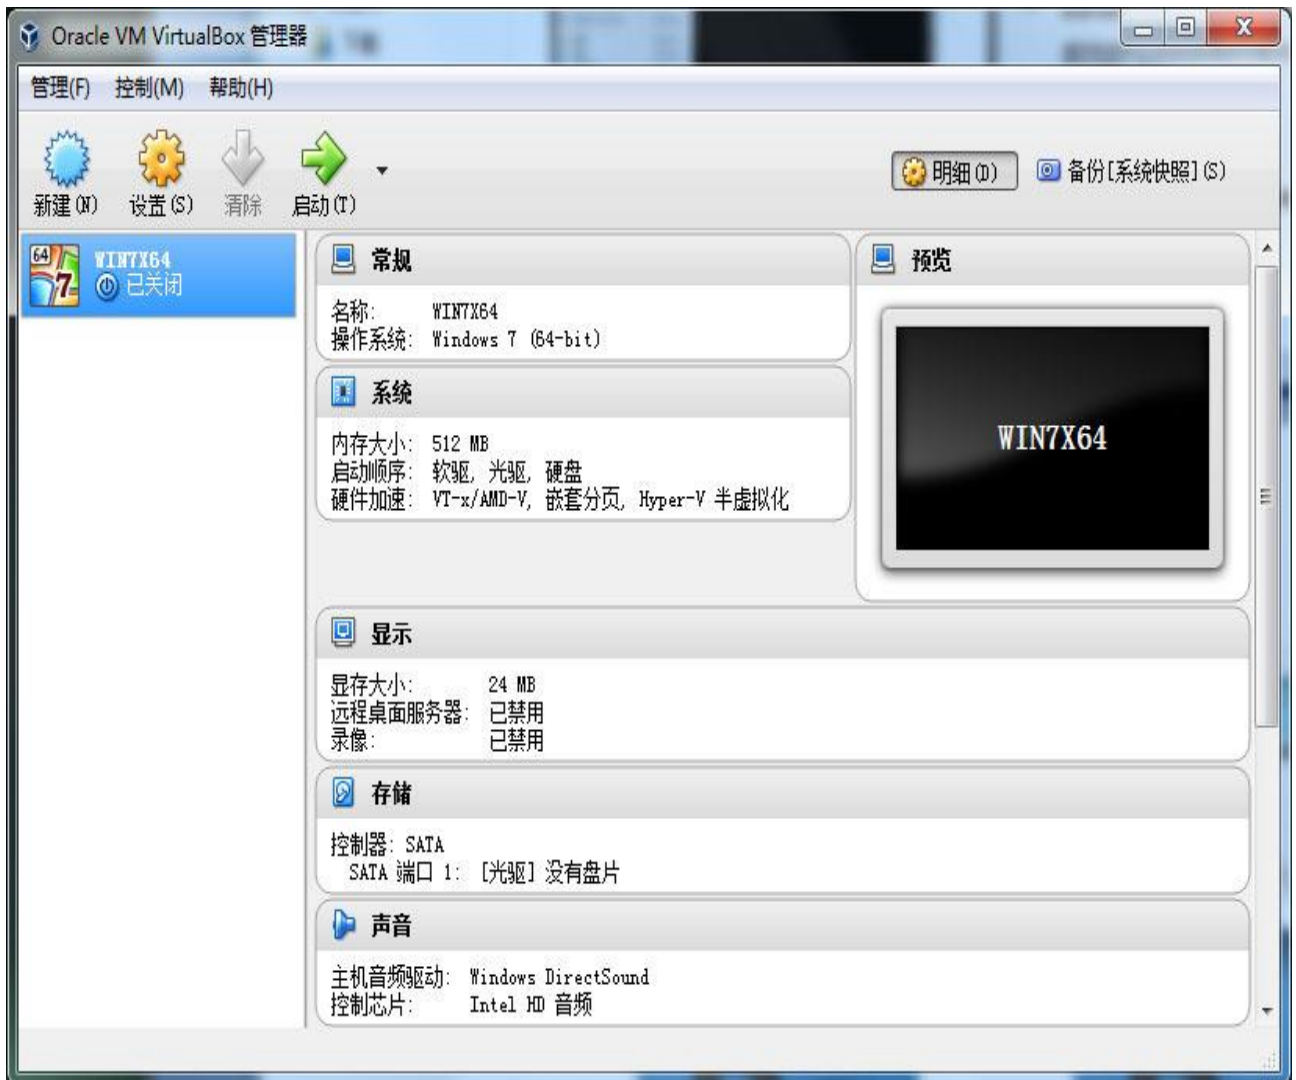 Oracle VM VirtualBox 管理器
管理(F) 控制(M) 帮助(H)
新建(N) 设置(S) 清除 启动(T)
明细(D) 备份[系统快照](S)
64
7
WIN7X64
已关闭
常规
名称: WIN7X64
操作系统: Windows 7 (64-bit)
系统
内存大小: 512 MB
启动顺序: 软驱, 光驱, 硬盘
硬件加速: VT-x/AMD-V, 嵌套分页, Hyper-V 半虚拟化
预览
WIN7X64
显示
显存大小: 24 MB
远程桌面服务器: 已禁用
录像: 已禁用
存储
控制器: SATA
SATA 端口 1: [光驱] 没有盘片
声音
主机音频驱动: Windows DirectSound
控制芯片: Intel HD 音频